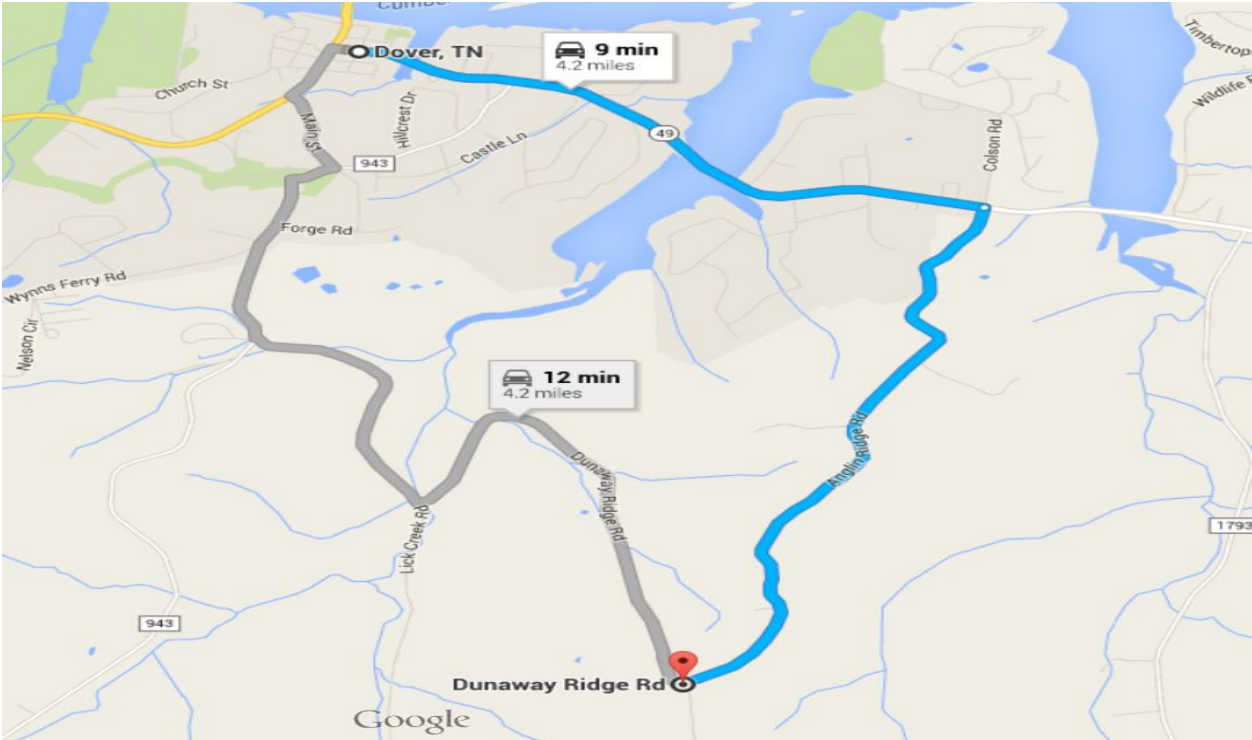 Dover, TN
9 min
4.2 miles
Church St
Main St
Hillcrest Dr
Castle Ln
49
Colson Rd
943
Forge Rd
Wynns Ferry Rd
Nelson Cir
12 min
4.2 miles
Anglin Ridge Rd
Dunaway Ridge Rd
Lick Creek Rd
1793
943
Dunaway Ridge Rd
Google